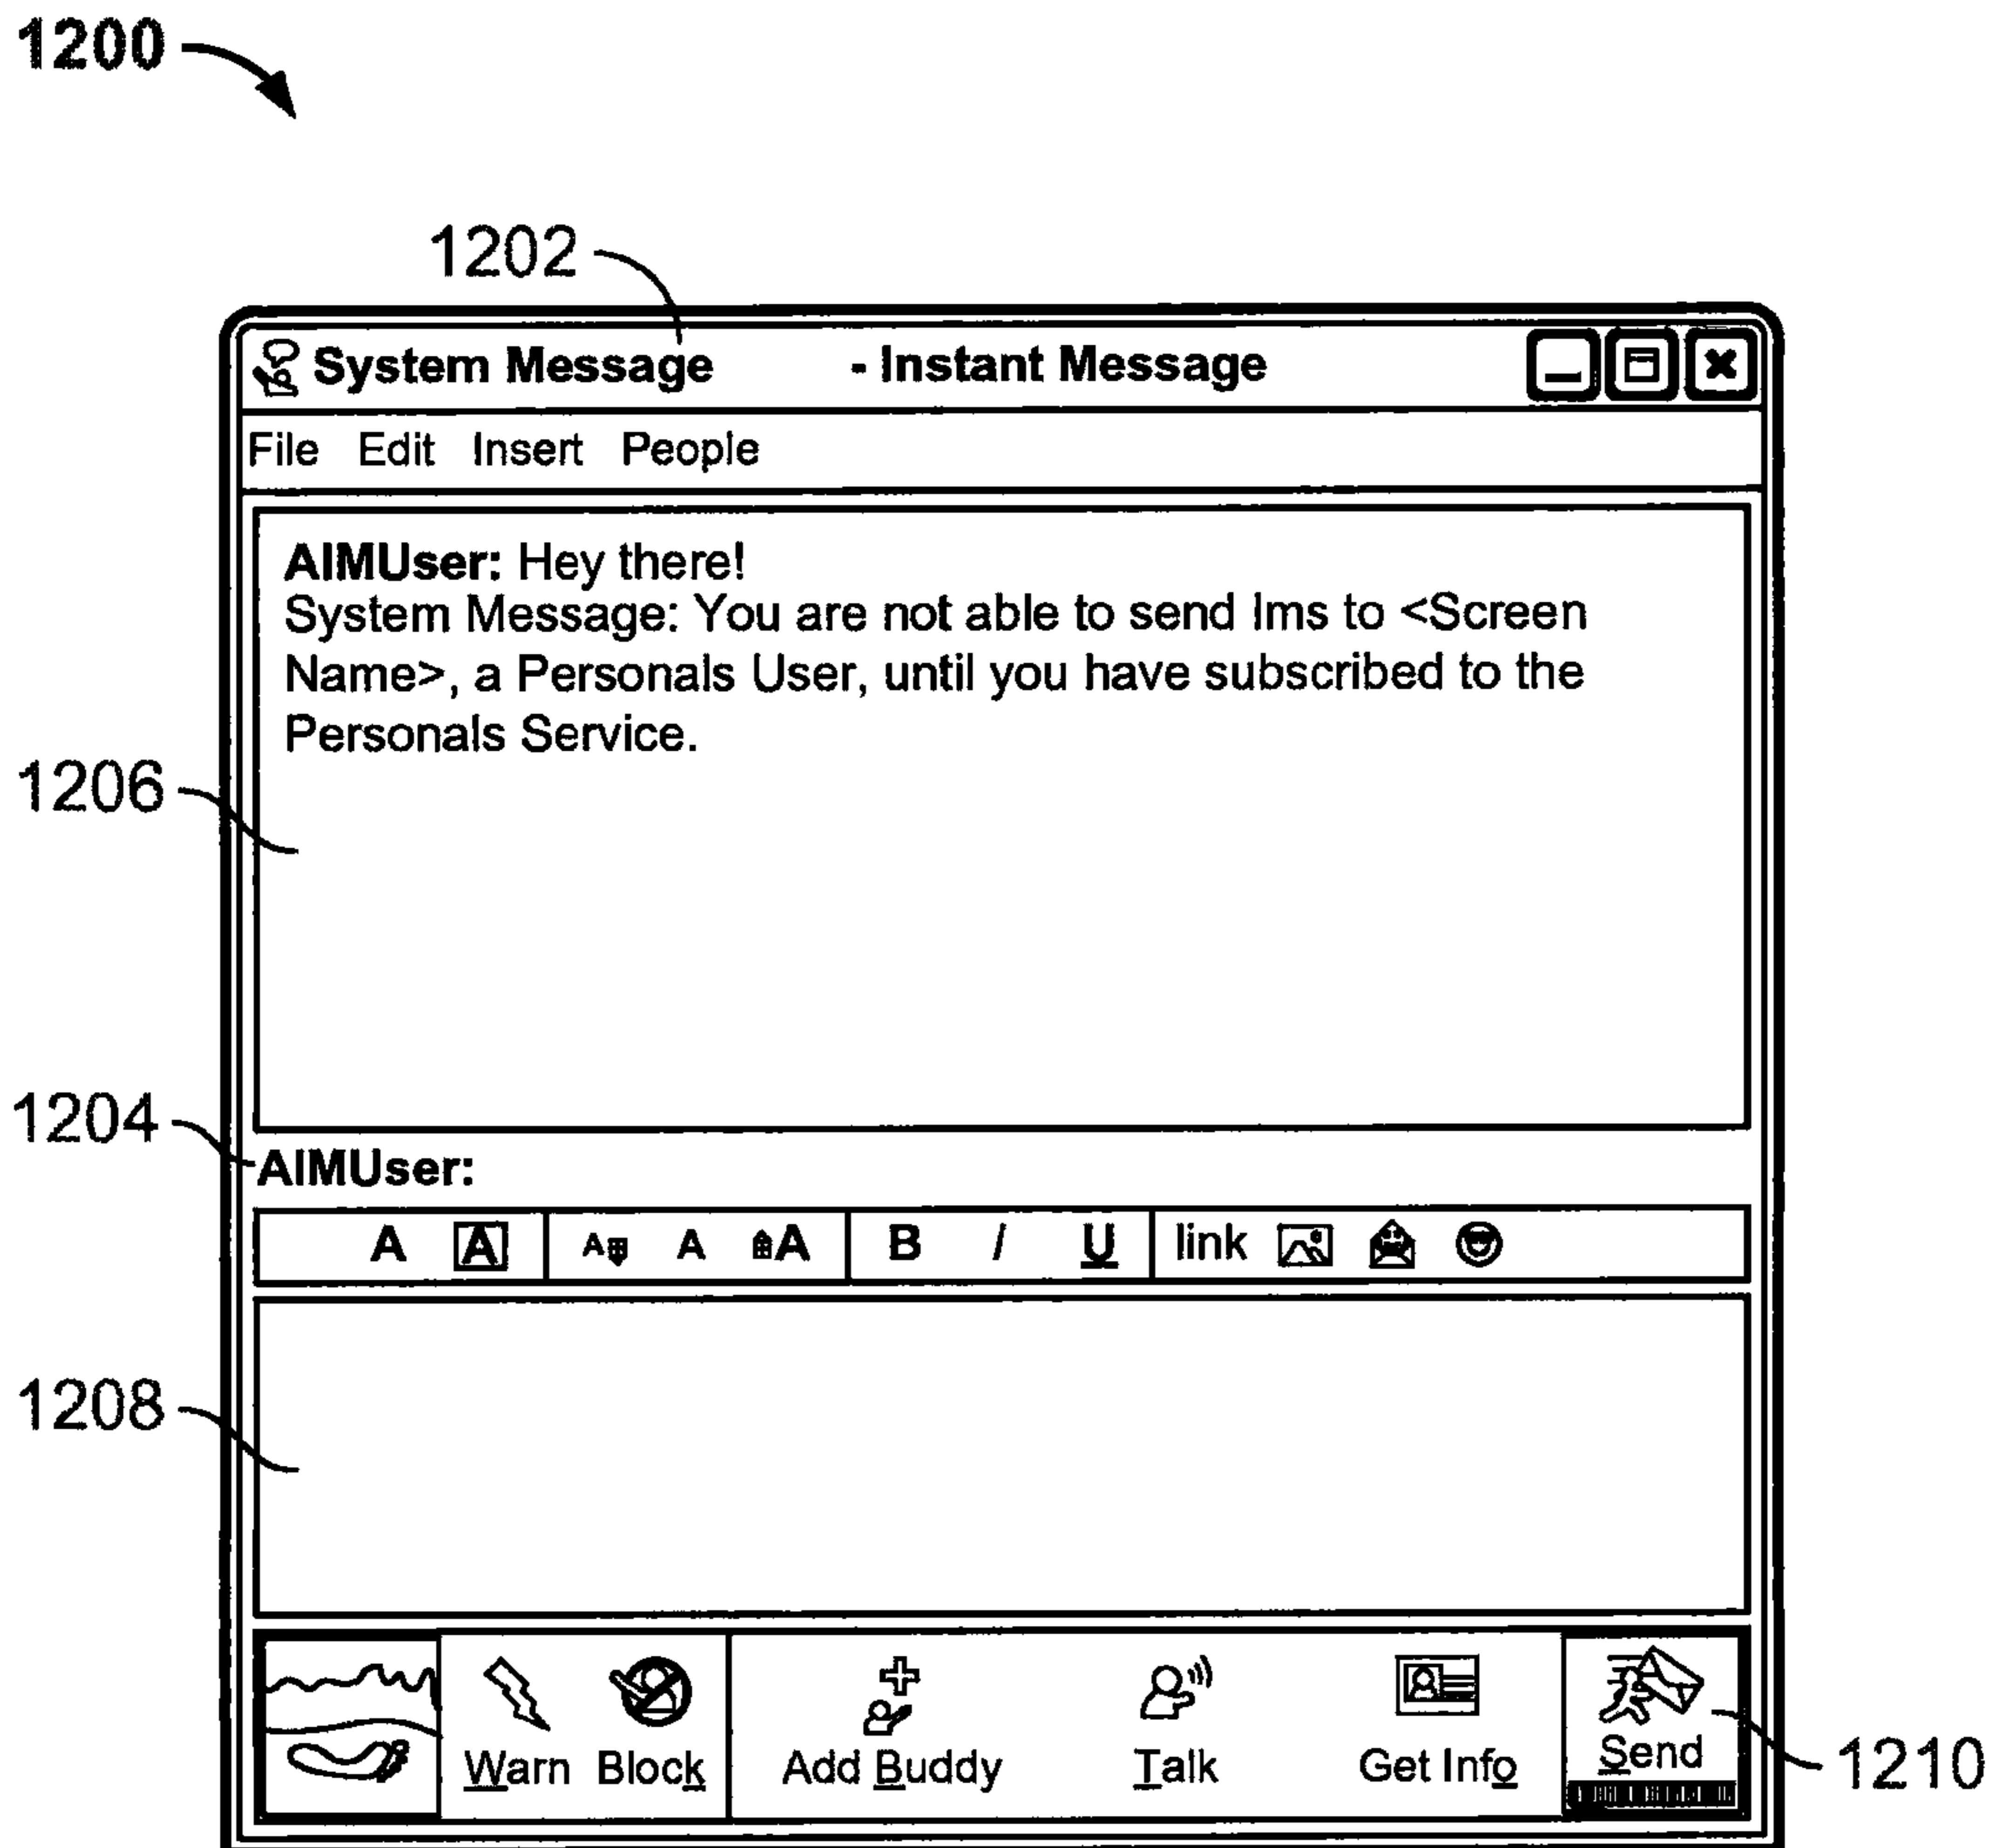 1200
1202
System Message - Instant Message
File Edit Insert People
AIMUser: Hey there!
System Message: You are not able to send Ims to <Screen
Name>, a Personals User, until you have subscribed to the
Personals Service.
1206
1204
AIMUser:
A A A A A B I U link
1208
Warn Block Add Buddy Talk Get Info Send
1210